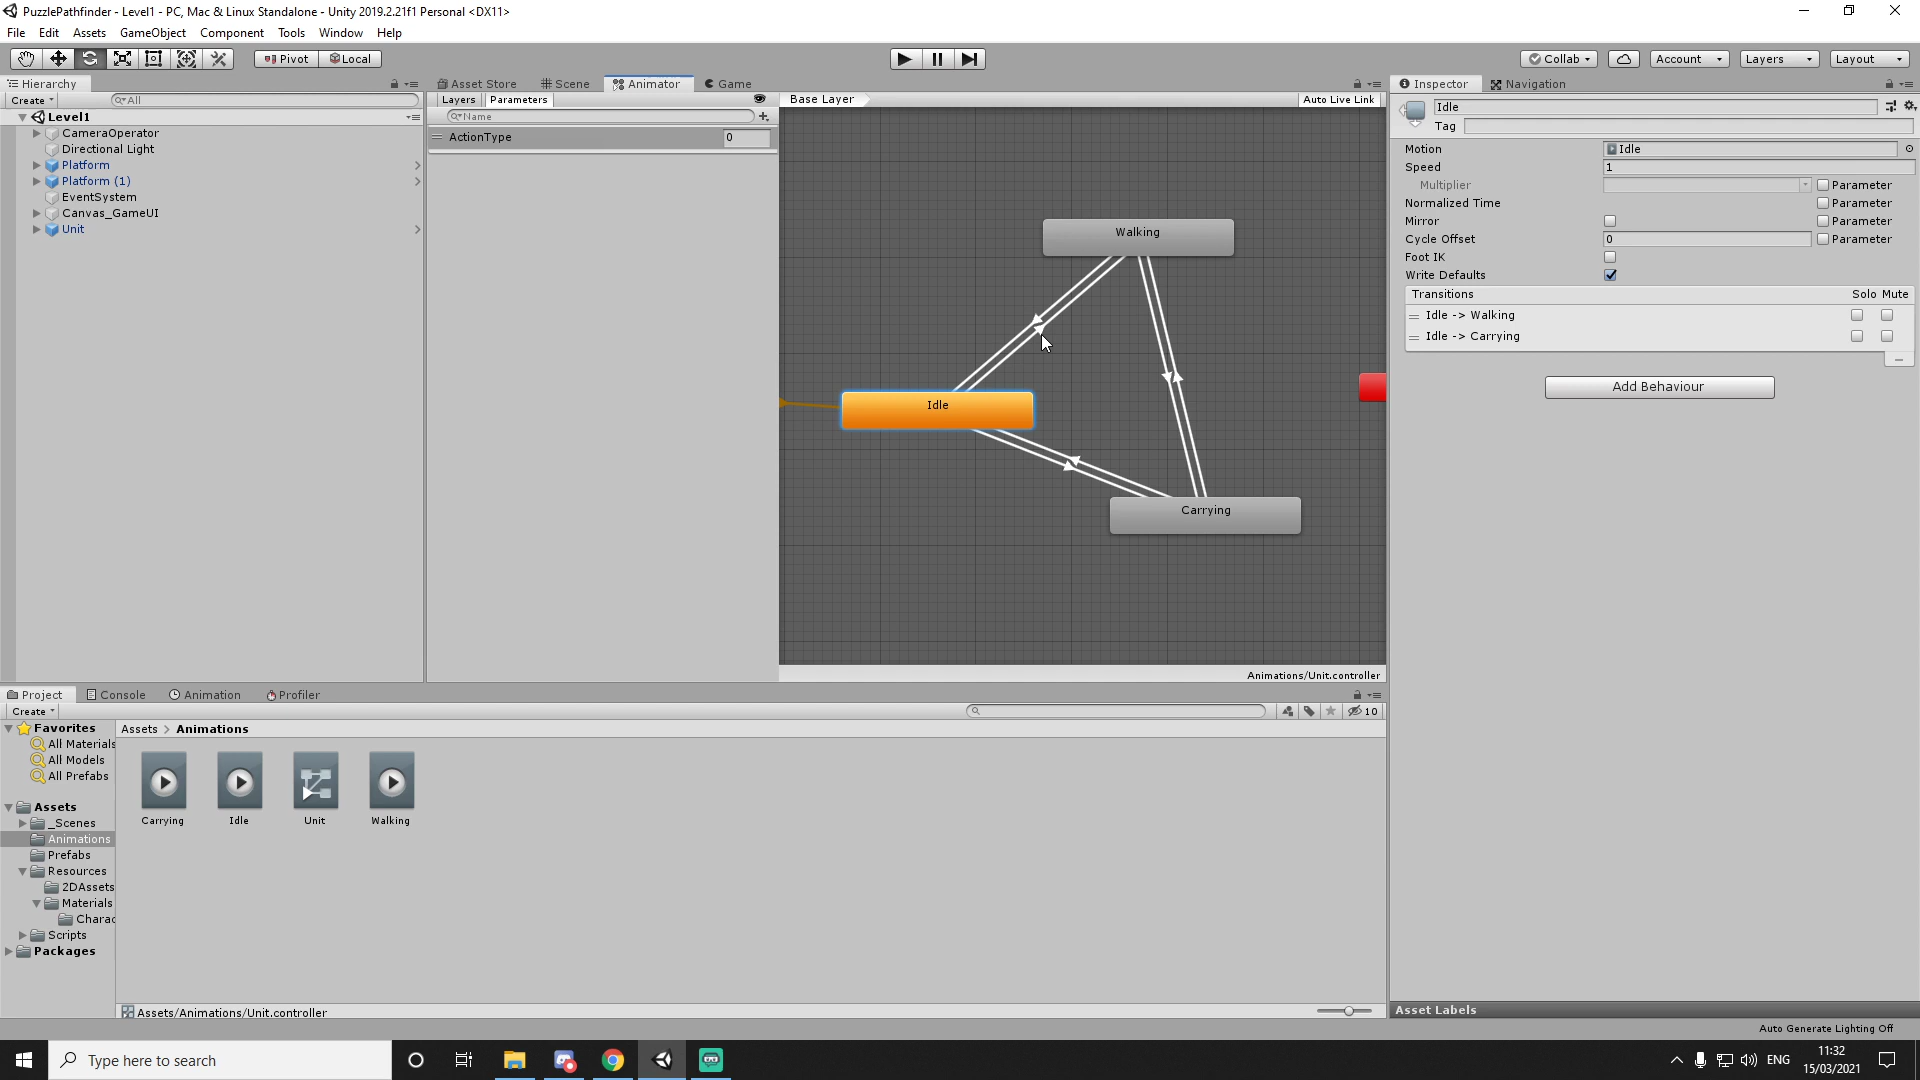 PuzzlePathfinder - Level1 - PC, Mac & Linux Standalone - Unity 2019.2.21f1 Personal <DX11>
File Edit Assets GameObject Component Tools Window Help
Pivot Local Collab Account Layers Layout
Hierarchy
Create All
Level1
CameraOperator
Directional Light
Platform
Platform (1)
EventSystem
Canvas_GameUI
Unit
Asset Store Scene Animator Game
Layers Parameters
Name
ActionType 0
Base Layer Auto Live Link
Walking
Idle
Carrying
Animations/Unit.controller
Inspector Navigation
Idle
Tag
Motion Idle
Speed 1
Multiplier Parameter
Normalized Time Parameter
Mirror Parameter
Cycle Offset 0 Parameter
Foot IK
Write Defaults
Transitions Solo Mute
Idle -> Walking
Idle -> Carrying
Add Behaviour
Asset Labels
Auto Generate Lighting Off
Project Console Animation Profiler
Create 10
Favorites
All Materials
All Models
All Prefabs
Assets
_Scenes
Animations
Prefabs
Resources
2DAssets
Materials
Charac
Scripts
Packages
Assets > Animations
Carrying Idle Unit Walking
Assets/Animations/Unit.controller
Type here to search
ENG
11:32
15/03/2021